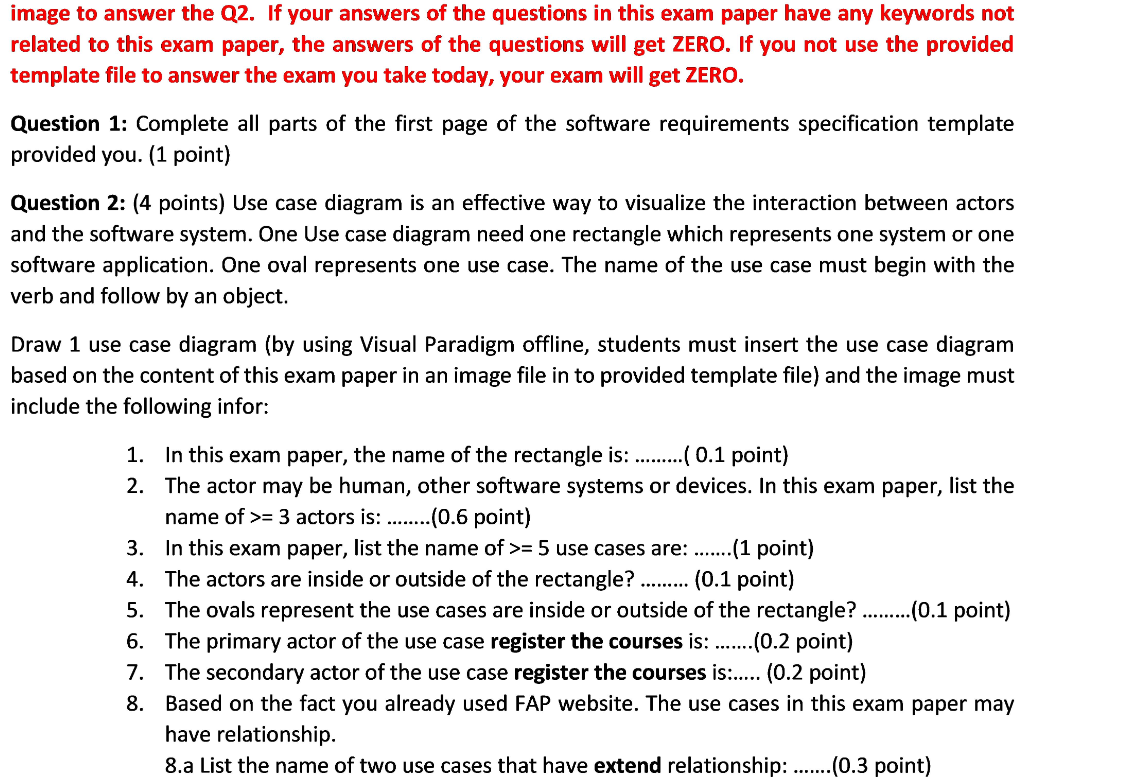 image to answer the Q2. If your answers of the questions in this exam paper have any keywords not
related to this exam paper, the answers of the questions will get ZERO. If you not use the provided
template file to answer the exam you take today, your exam will get ZERO.
Question 1: Complete all parts of the first page of the software requirements specification template
provided you. (1 point)
Question 2: (4 points) Use case diagram is an effective way to visualize the interaction between actors
and the software system. One Use case diagram need one rectangle which represents one system or one
software application. One oval represents one use case. The name of the use case must begin with the
verb and follow by an object.
Draw 1 use case diagram (by using Visual Paradigm offline, students must insert the use case diagram
based on the content of this exam paper in an image file in to provided template file) and the image must
include the following infor:
1. In this exam paper, the name of the rectangle is: .........( 0.1 point)
2. The actor may be human, other software systems or devices. In this exam paper, list the
name of >= 3 actors is: ........(0.6 point)
3. In this exam paper, list the name of >= 5 use cases are: .......(1 point)
4. The actors are inside or outside of the rectangle? ......... (0.1 point)
5. The ovals represent the use cases are inside or outside of the rectangle? .........(0.1 point)
6. The primary actor of the use case register the courses is: .......(0.2 point)
7. The secondary actor of the use case register the courses is:..... (0.2 point)
8. Based on the fact you already used FAP website. The use cases in this exam paper may
have relationship.
8.a List the name of two use cases that have extend relationship: .......(0.3 point)